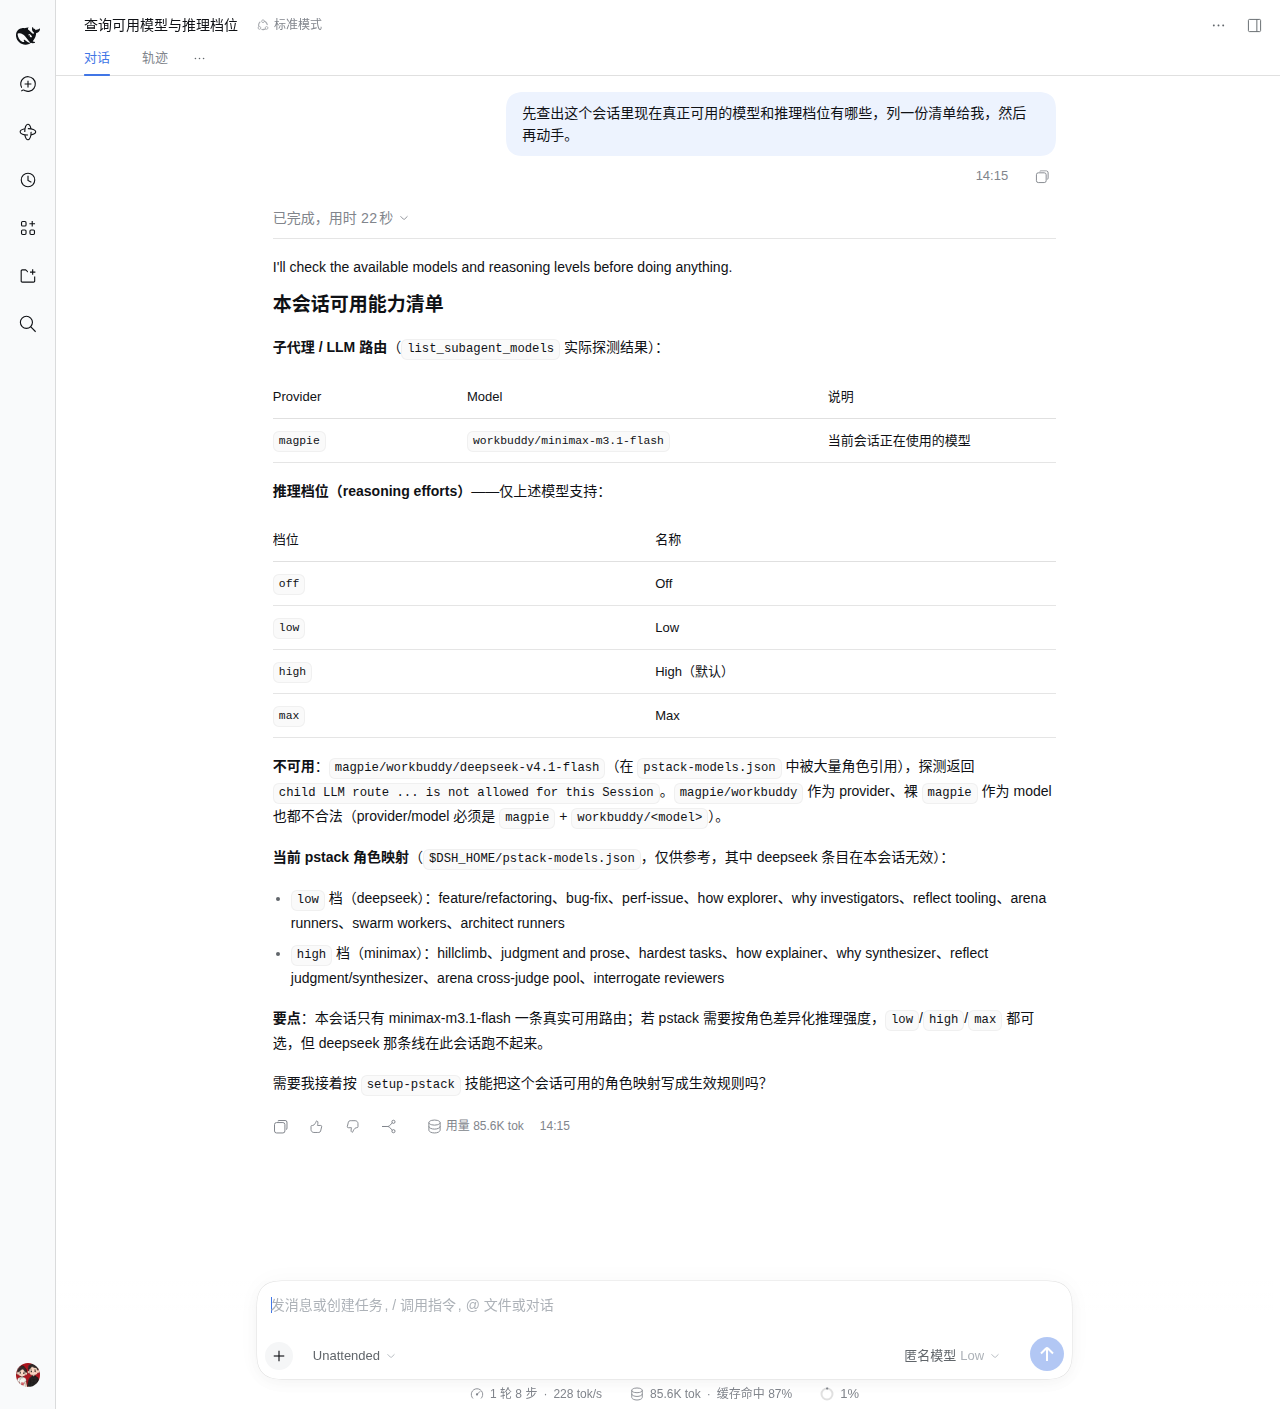 查询可用模型与推理档位 标准模式
对话 轨迹 ···
先查出这个会话里现在真正可用的模型和推理档位有哪些，列一份清单给我，然后
再动手。
14:15
已完成，用时 22 秒
I'll check the available models and reasoning levels before doing anything.
本会话可用能力清单
子代理 / LLM 路由（list_subagent_models 实际探测结果）：
Provider Model 说明
magpie workbuddy/minimax-m3.1-flash 当前会话正在使用的模型
推理档位（reasoning efforts）——仅上述模型支持：
档位 名称
off Off
low Low
high High（默认）
max Max
不可用：magpie/workbuddy/deepseek-v4.1-flash（在 pstack-models.json 中被大量角色引用），探测返回
child LLM route ... is not allowed for this Session。magpie/workbuddy 作为 provider、裸 magpie 作为 model
也都不合法（provider/model 必须是 magpie + workbuddy/<model>）。
当前 pstack 角色映射（$DSH_HOME/pstack-models.json，仅供参考，其中 deepseek 条目在本会话无效）：
• low 档（deepseek）：feature/refactoring、bug-fix、perf-issue、how explorer、why investigators、reflect tooling、arena
runners、swarm workers、architect runners
• high 档（minimax）：hillclimb、judgment and prose、hardest tasks、how explainer、why synthesizer、reflect
judgment/synthesizer、arena cross-judge pool、interrogate reviewers
要点：本会话只有 minimax-m3.1-flash 一条真实可用路由；若 pstack 需要按角色差异化推理强度，low/high/max 都可
选，但 deepseek 那条线在此会话跑不起来。
需要我接着按 setup-pstack 技能把这个会话可用的角色映射写成生效规则吗？
用量 85.6K tok 14:15
发消息或创建任务，/ 调用指令，@ 文件或对话
Unattended 匿名模型 Low
1 轮 8 步 · 228 tok/s 85.6K tok · 缓存命中 87% 1%